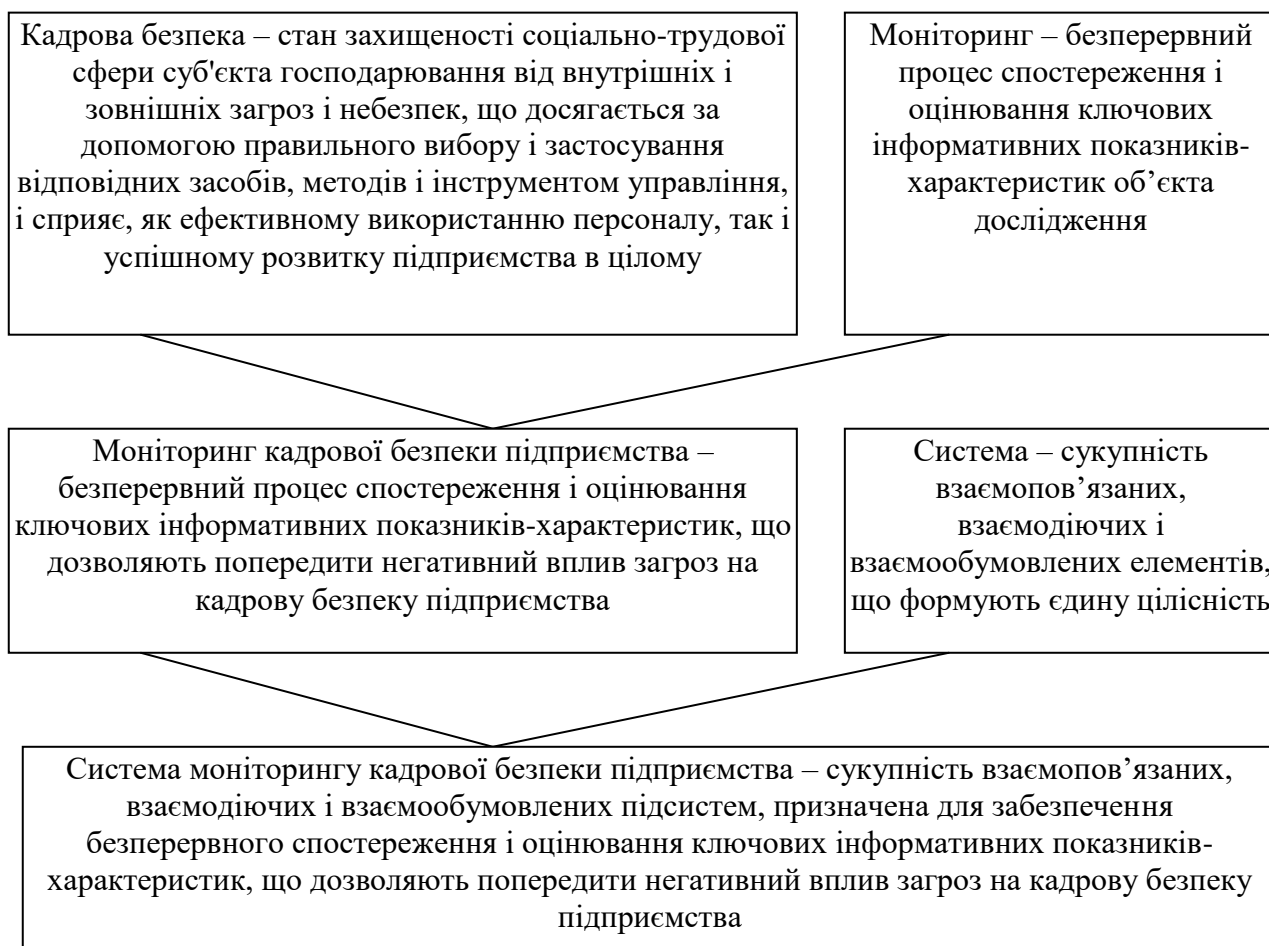 Кадрова безпека – стан захищеності соціально-трудової
сфери суб'єкта господарювання від внутрішніх і
зовнішніх загроз і небезпек, що досягається за
допомогою правильного вибору і застосування
відповідних засобів, методів і інструментом управління,
і сприяє, як ефективному використанню персоналу, так і
успішному розвитку підприємства в цілому
Моніторинг – безперервний
процес спостереження і
оцінювання ключових
інформативних показників-
характеристик об’єкта
дослідження
Моніторинг кадрової безпеки підприємства –
безперервний процес спостереження і оцінювання
ключових інформативних показників-характеристик, що
дозволяють попередити негативний вплив загроз на
кадрову безпеку підприємства
Система – сукупність
взаємопов’язаних,
взаємодіючих і
взаємообумовлених елементів,
що формують єдину цілісність
Система моніторингу кадрової безпеки підприємства – сукупність взаємопов’язаних,
взаємодіючих і взаємообумовлених підсистем, призначена для забезпечення
безперервного спостереження і оцінювання ключових інформативних показників-
характеристик, що дозволяють попередити негативний вплив загроз на кадрову безпеку
підприємства